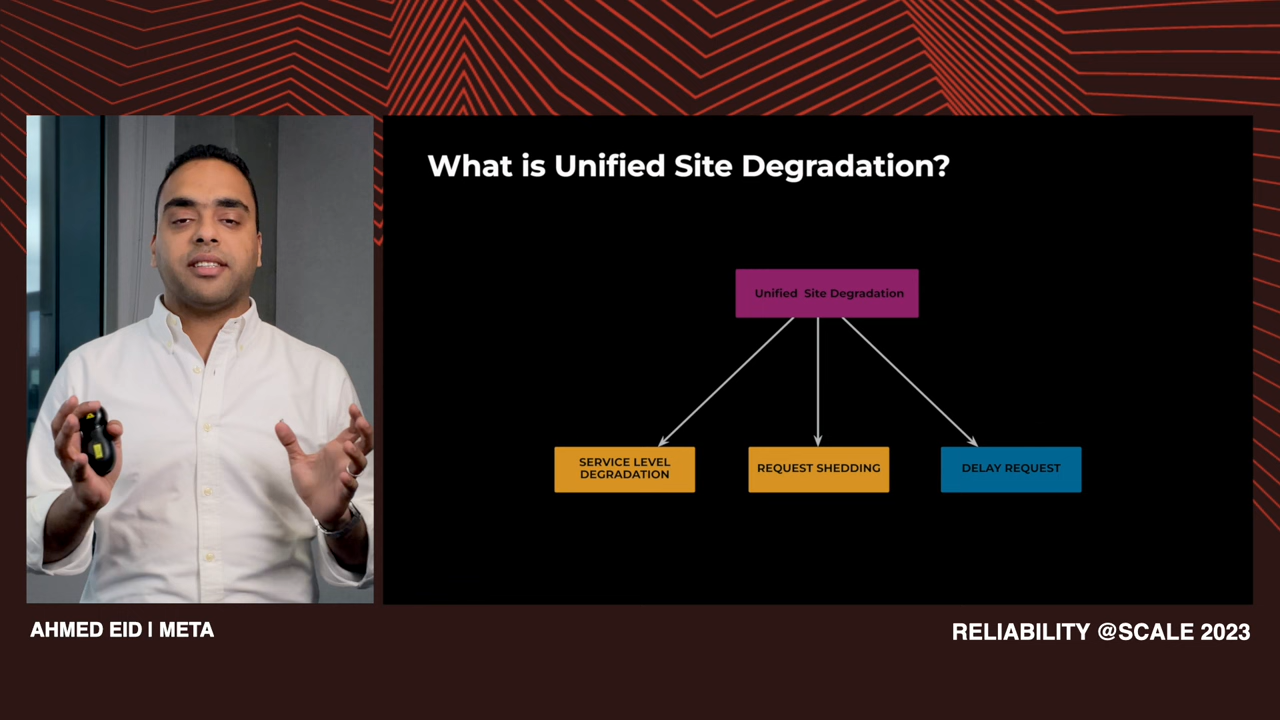 What is Unified Site Degradation?
Unified Site Degradation
SERVICE LEVEL
DEGRADATION
REQUEST SHEDDING
DELAY REQUEST
AHMED EID | META
RELIABILITY @SCALE 2023